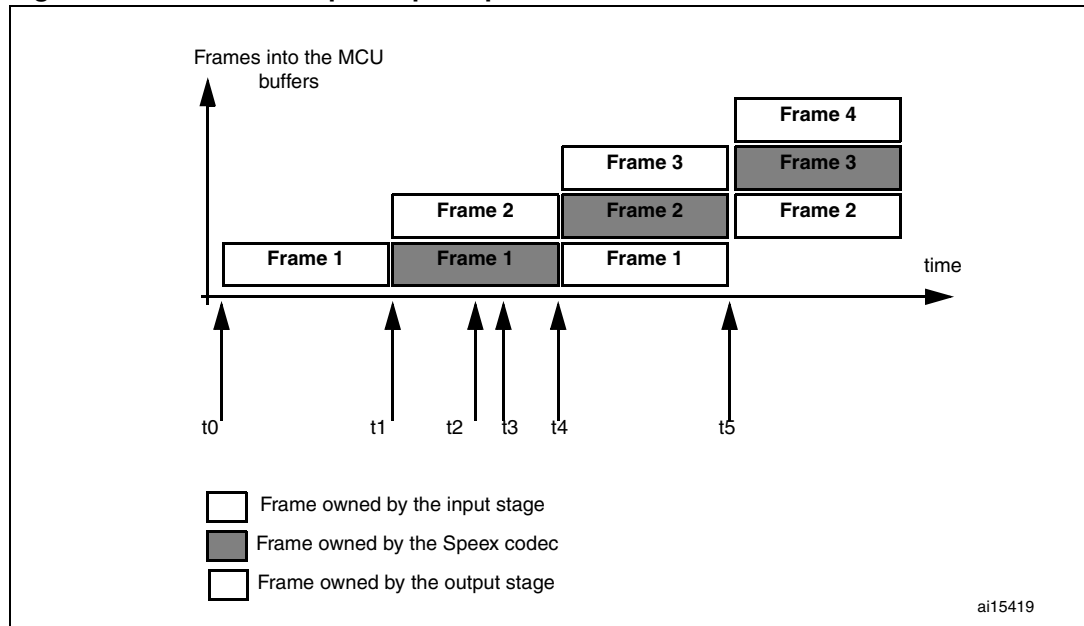 Frames into the MCU
buffers
Frame 4
Frame 3
Frame 3
Frame 2
Frame 2
Frame 2
Frame 1
Frame 1
Frame 1
time
t0
t1
t2
t3
t4
t5
Frame owned by the input stage
Frame owned by the Speex codec
Frame owned by the output stage
ai15419